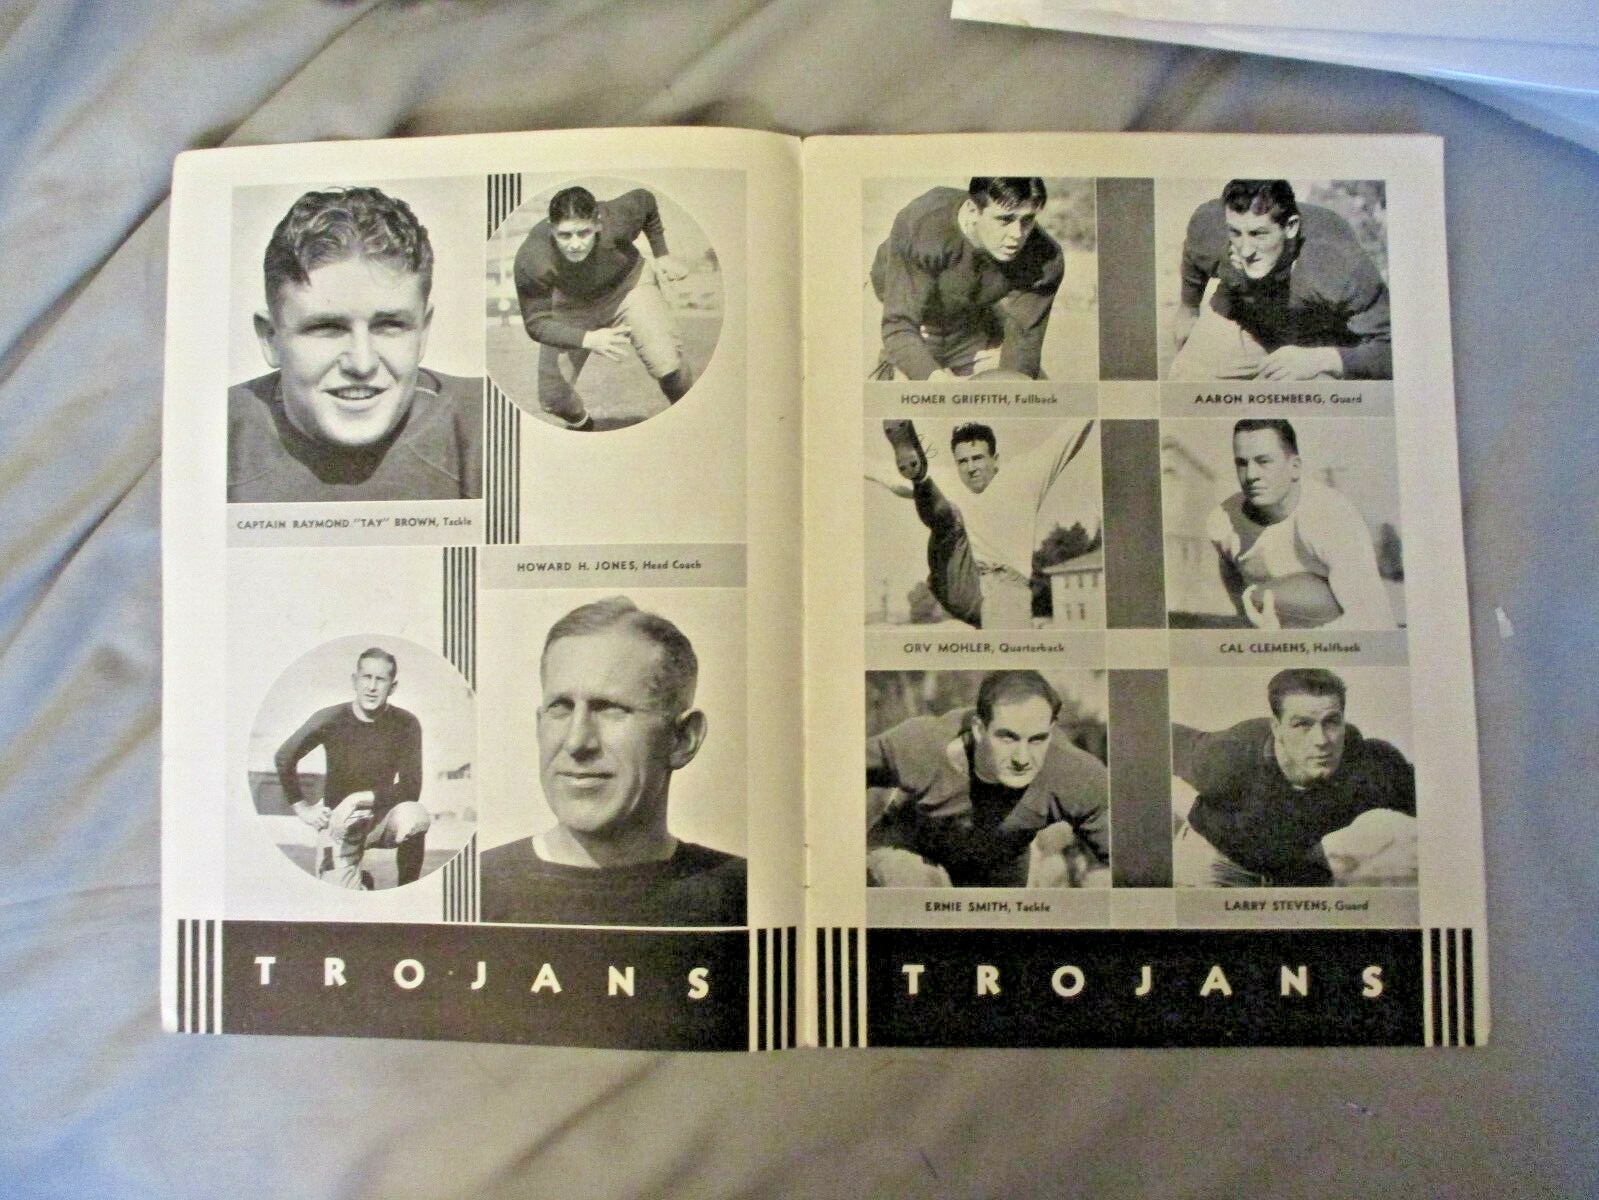 CAPTAIN RAYMOND "TAY" BROWN, Tackle
HOWARD H. JONES, Head Coach
TROJANS
HOMER GRIFFITH, Fullback
AARON ROSENBERG, Guard
ORV MOHLER, Quarterback
CAL CLEMENS, Halfback
ERNIE SMITH, Tackle
LARRY STEVENS, Guard
TROJANS